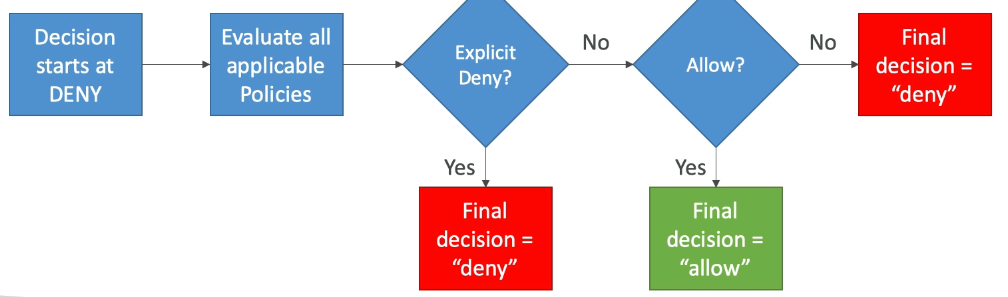 Decision
starts at
DENY
Evaluate all
applicable
Policies
Explicit
Deny?
No
Allow?
No
Final
decision =
“deny”
Yes
Final
decision =
“deny”
Yes
Final
decision =
“allow”